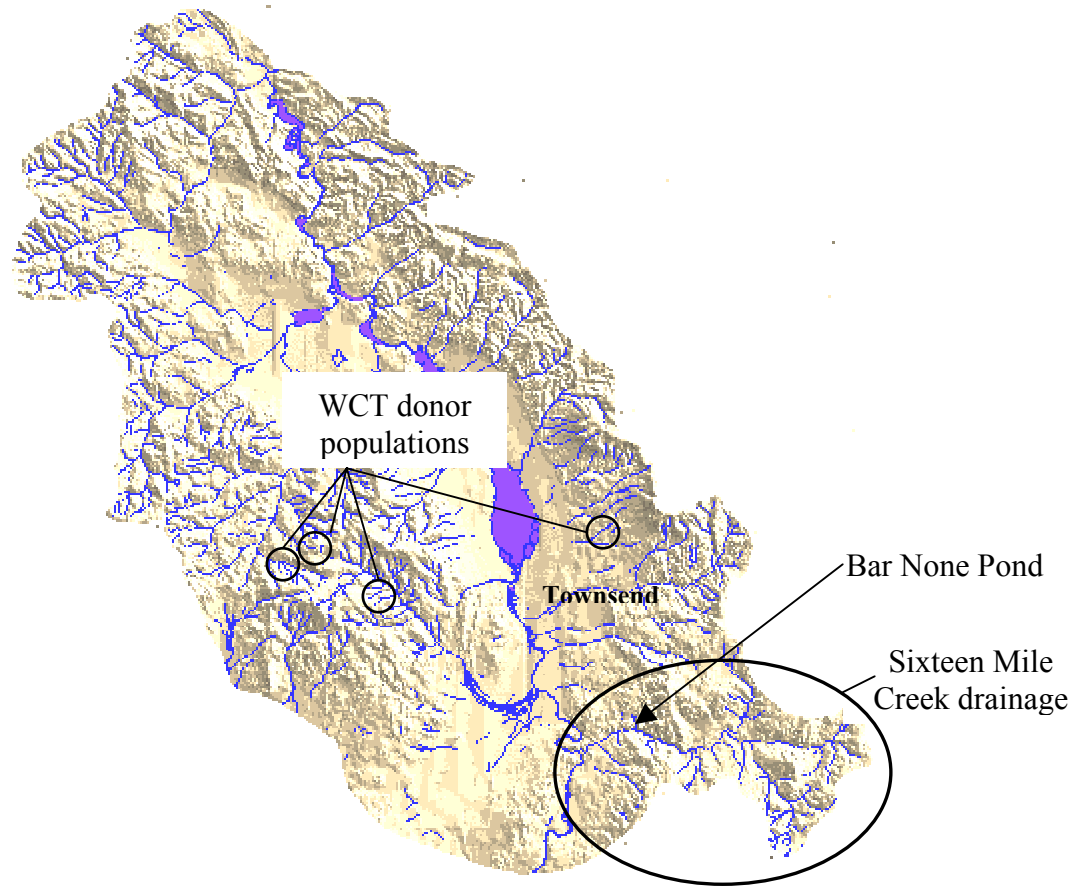 WCT donor
populations
Townsend
Bar None Pond
Sixteen Mile
Creek drainage